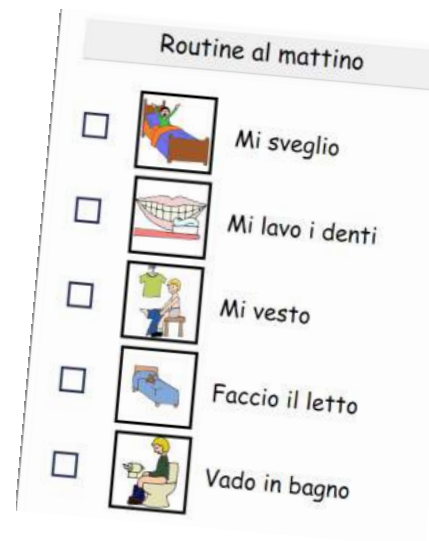 Routine al mattino
Mi sveglio
Mi lavo i denti
Mi vesto
Faccio il letto
Vado in bagno